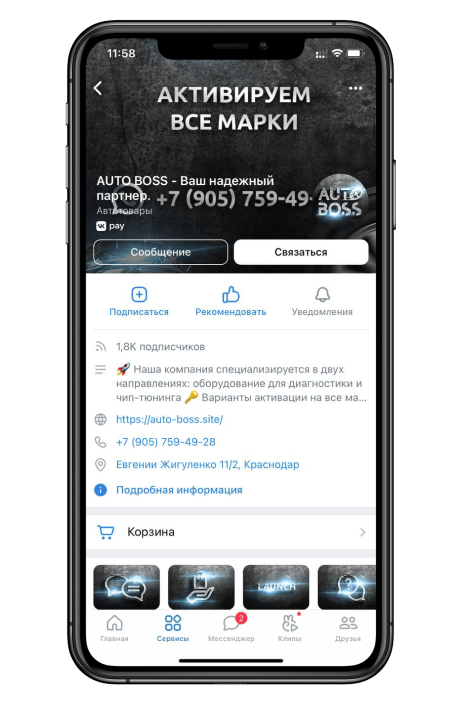 11:58
АКТИВИРУЕМ
ВСЕ МАРКИ
AUTO BOSS - Ваш надежный
партнер.
+7 (905) 759-49-
AUTO
BOSS
Автотовары
pay
Сообщение
Связаться
Подписаться
Рекомендовать
Уведомления
1,8K подписчиков
🚀 Наша компания специализируется в двух
направлениях: оборудование для диагностики и
чип-тюнинга 🔑 Варианты активации на все ма...
https://auto-boss.site/
+7 (905) 759-49-28
Евгении Жигуленко 11/2, Краснодар
Подробная информация
Корзина
LAUNCH
Главная
Сервисы
2
Мессенджер
Клипы
Друзья